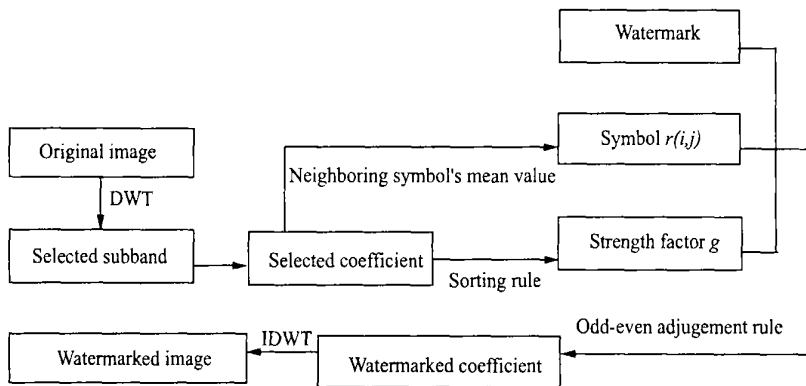 Watermark
Original image
Symbol r(i,j)
Neighboring symbol's mean value
DWT
Selected subband
Selected coefficient
Strength factor g
Sorting rule
Odd-even adjugement rule
IDWT
Watermarked image
Watermarked coefficient